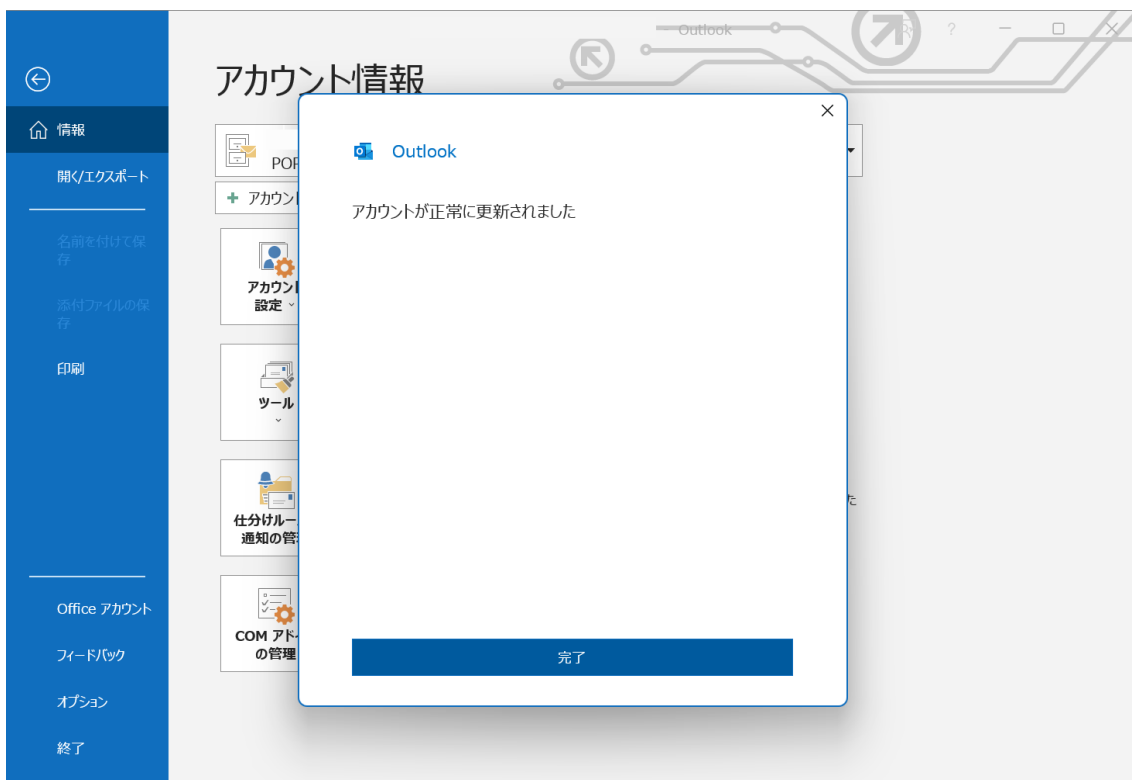 Outlook
?
アカウント情報
情報
開く/エクスポート
名前を付けて保
存
添付ファイルの保
存
印刷
Office アカウント
フィードバック
オプション
終了
POP
アカウント
アカウント
設定
ツール
仕分けルー
通知の管理
COM アドイ
の管理
た
Outlook
アカウントが正常に更新されました
完了